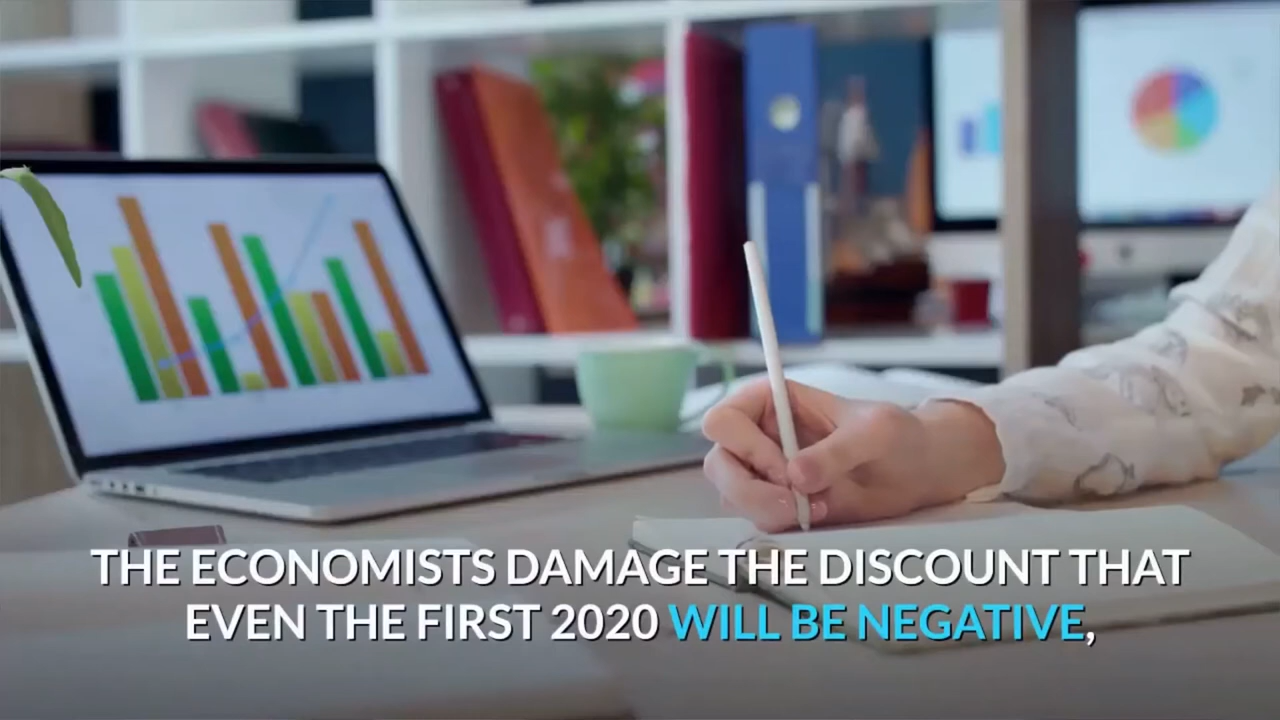 THE ECONOMISTS DAMAGE THE DISCOUNT THAT
EVEN THE FIRST 2020 WILL BE NEGATIVE,